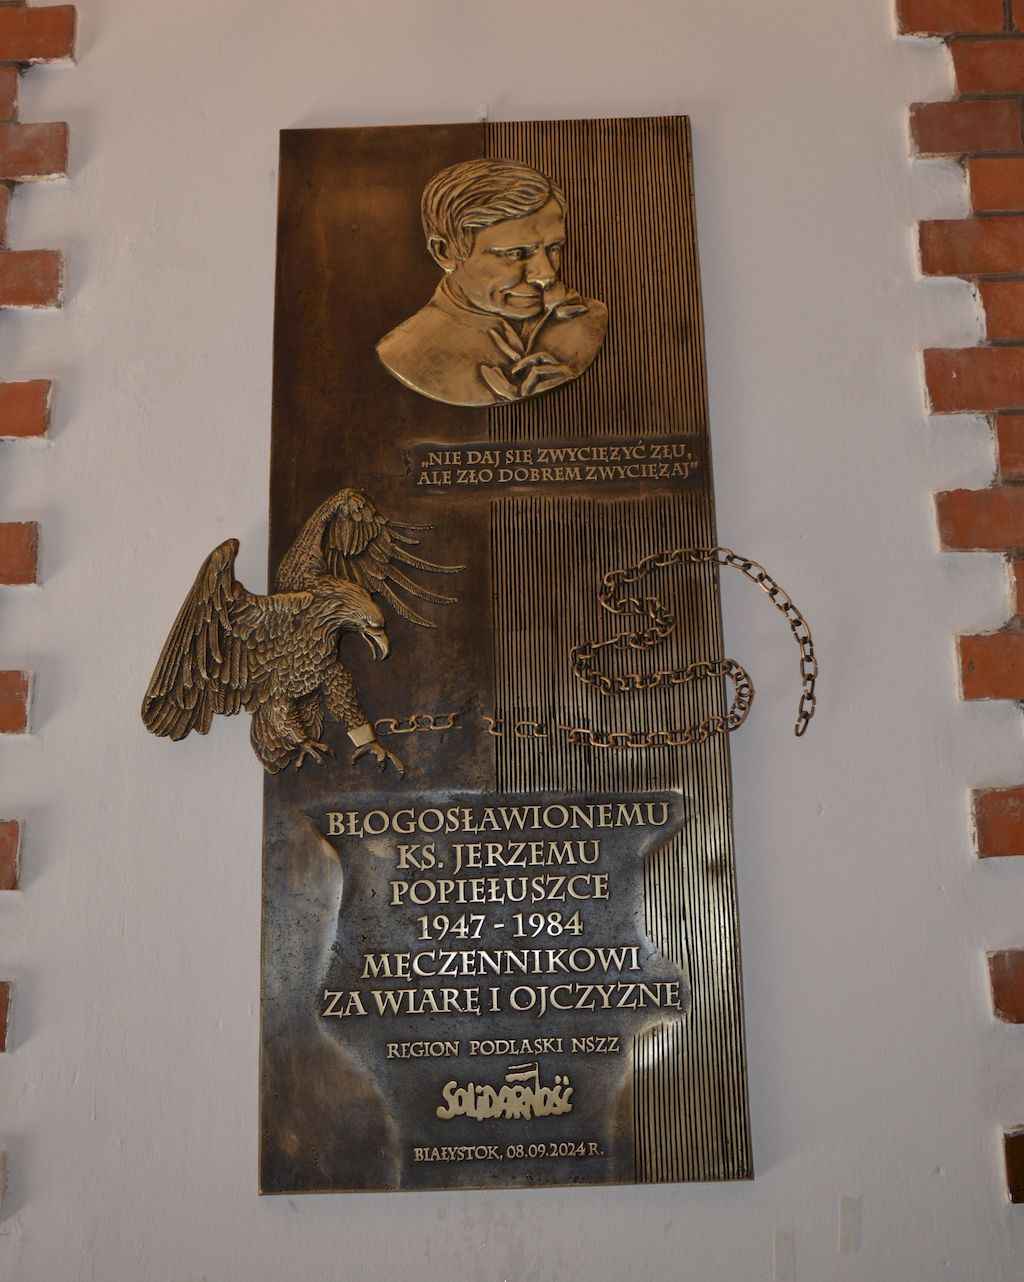 „NIE DAJ SIĘ ZWYCIĘŻYĆ ZŁU,
ALE ZŁO DOBREM ZWYCIĘŻAJ”
BŁOGOSŁAWIONEMU
KS. JERZEMU
POPIEŁUSZCE
1947 - 1984
MĘCZENNIKOWI
ZA WIARĘ I OJCZYZNĘ
REGION PODLASKI NSZZ
SOLIDARNOŚĆ
BIAŁYSTOK, 08.09.2024 R.